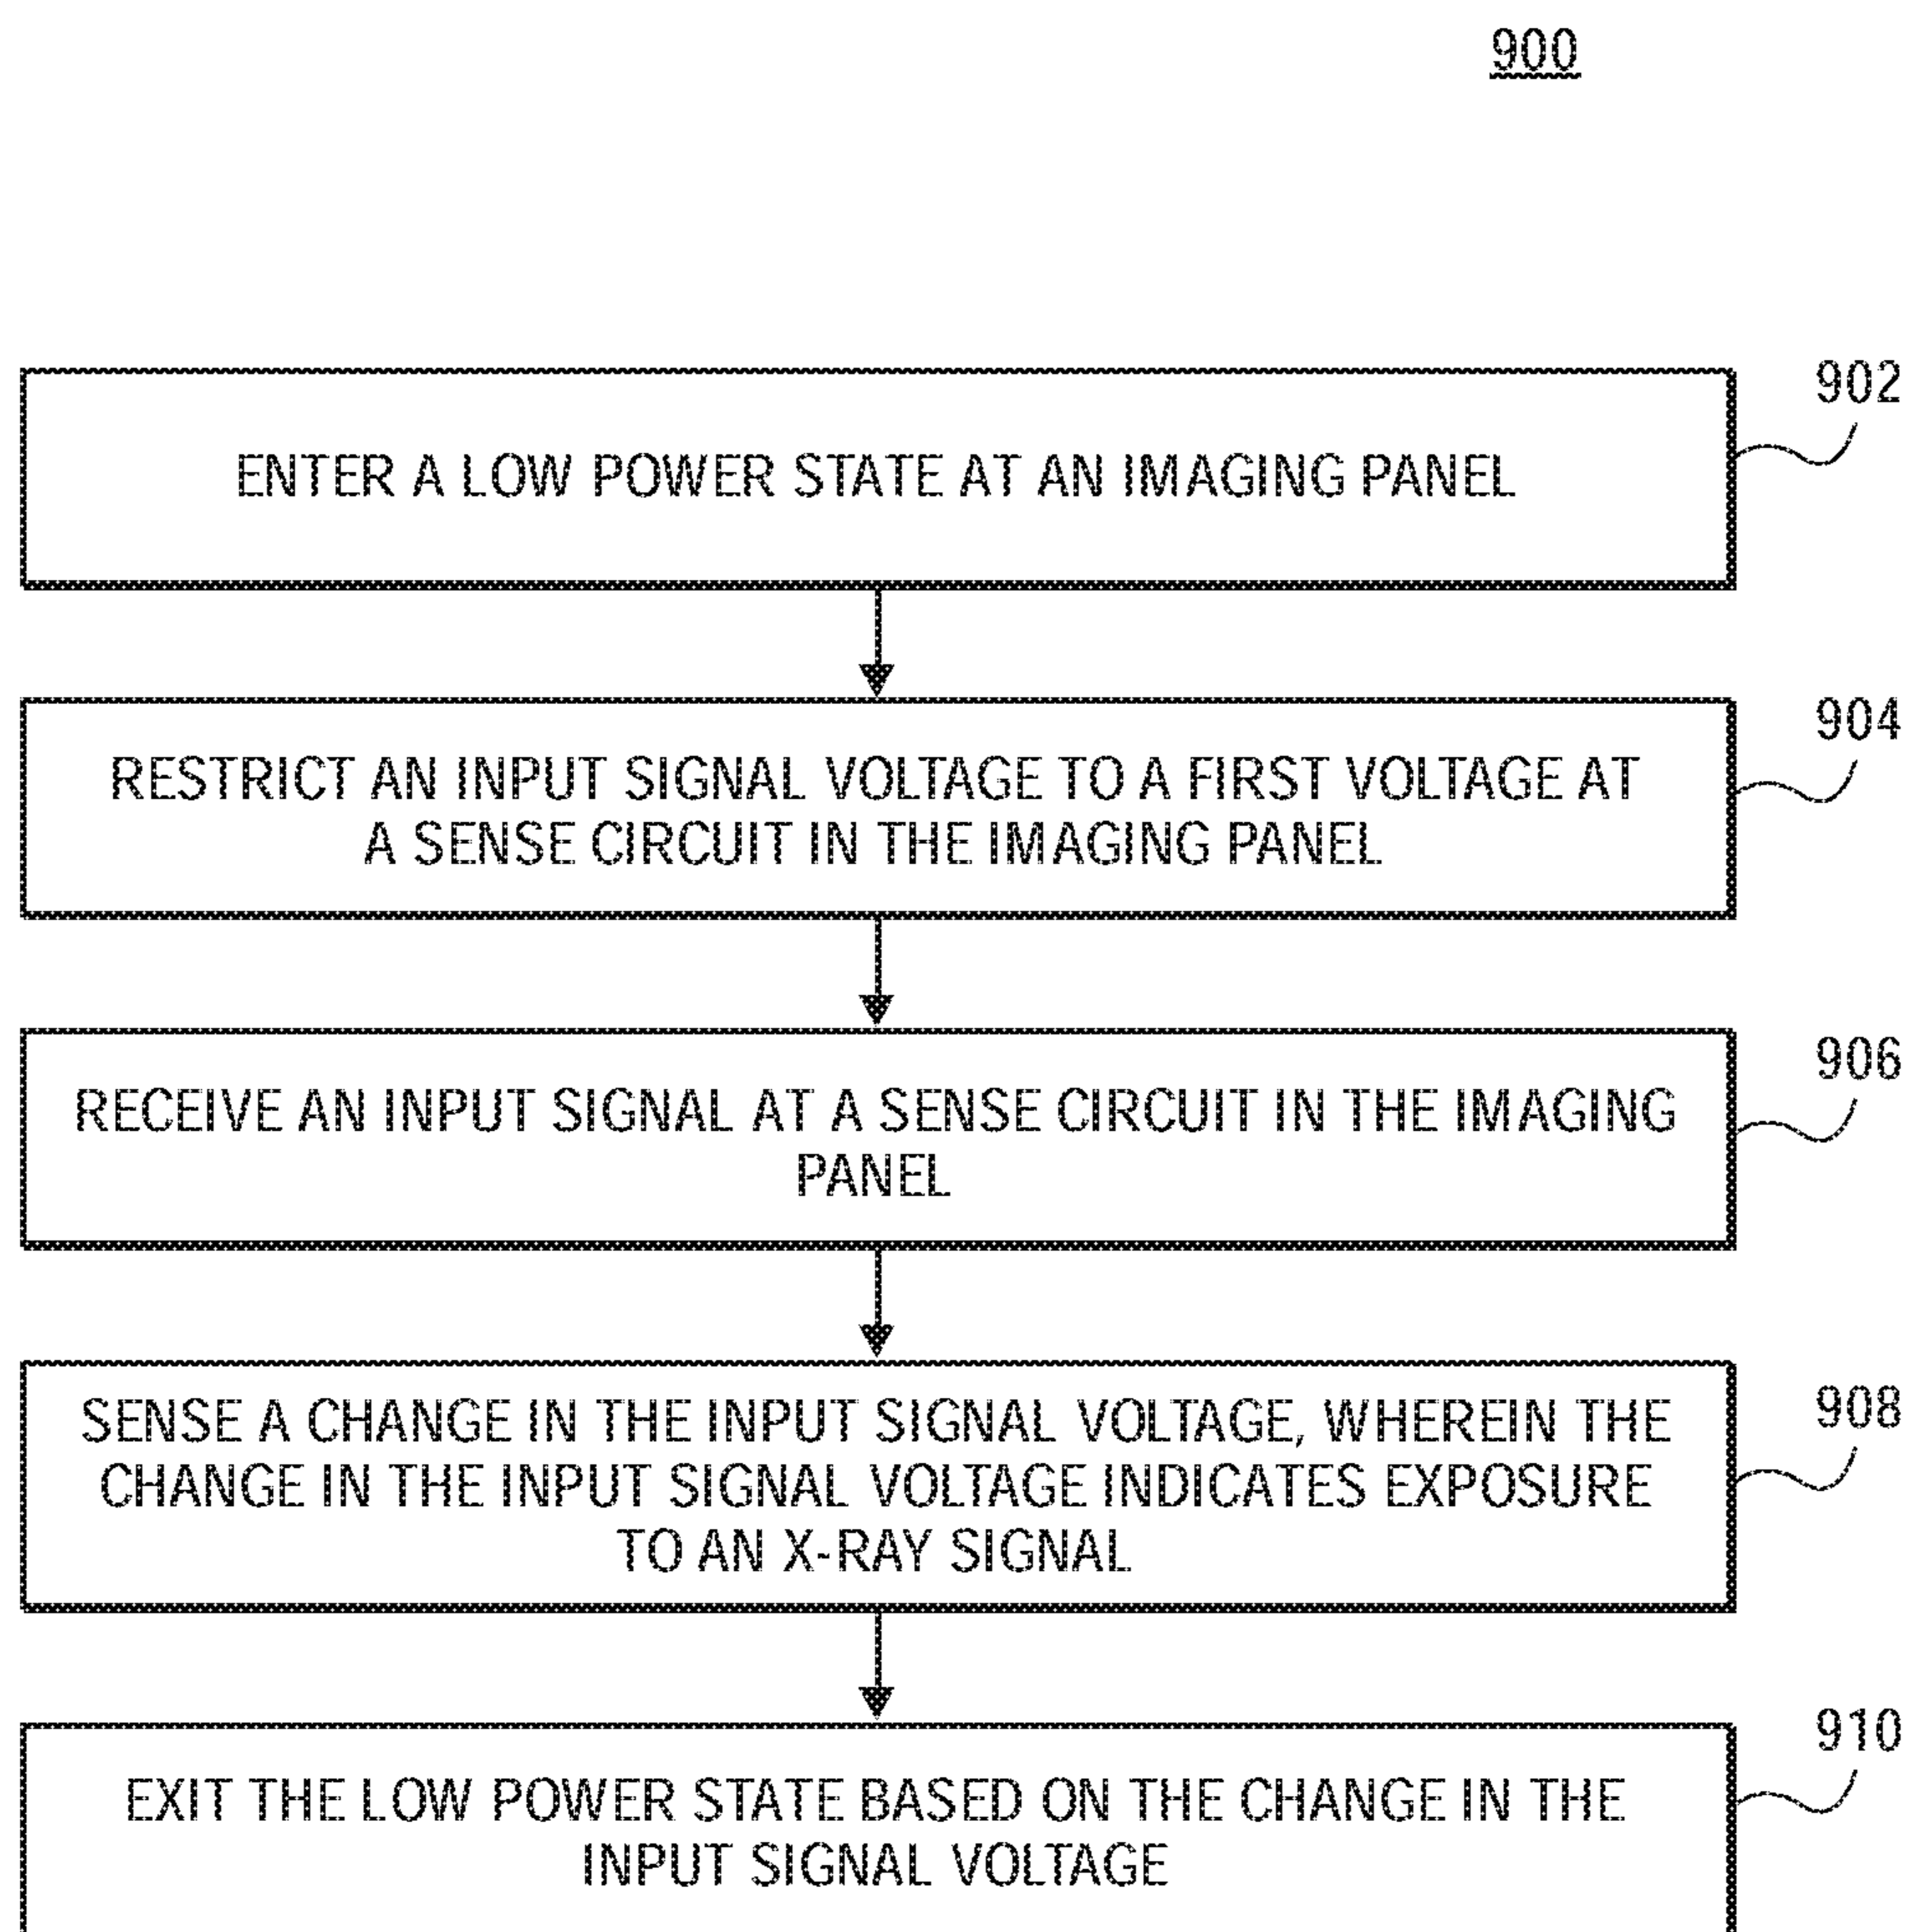 900
902
ENTER A LOW POWER STATE AT AN IMAGING PANEL
904
RESTRICT AN INPUT SIGNAL VOLTAGE TO A FIRST VOLTAGE AT
A SENSE CIRCUIT IN THE IMAGING PANEL
906
RECEIVE AN INPUT SIGNAL AT A SENSE CIRCUIT IN THE IMAGING
PANEL
908
SENSE A CHANGE IN THE INPUT SIGNAL VOLTAGE, WHEREIN THE
CHANGE IN THE INPUT SIGNAL VOLTAGE INDICATES EXPOSURE
TO AN X-RAY SIGNAL
910
EXIT THE LOW POWER STATE BASED ON THE CHANGE IN THE
INPUT SIGNAL VOLTAGE